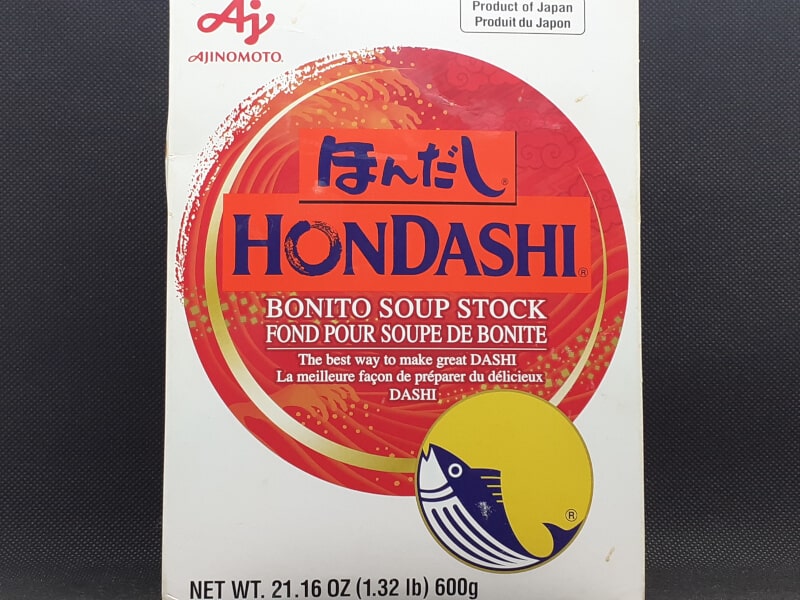 Aj
AJINOMOTO
Product of Japan
Produit du Japon
ほんだし®
HONDASHI®
BONITO SOUP STOCK
FOND POUR SOUPE DE BONITE
The best way to make great DASHI
La meilleure façon de préparer du délicieux
DASHI
®
NET WT. 21.16 OZ (1.32 lb) 600g